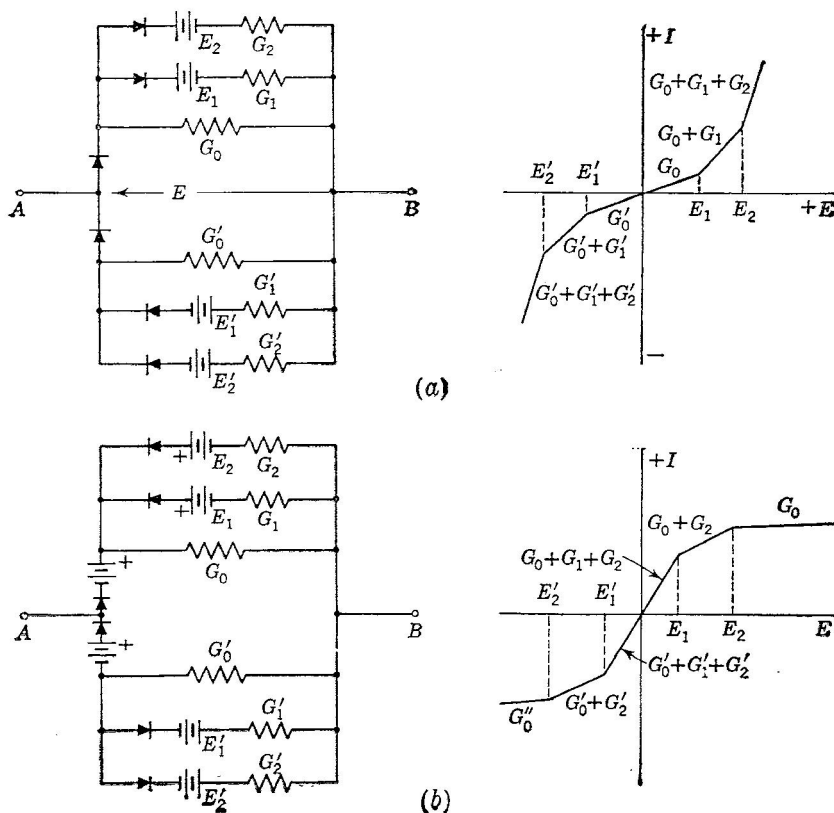 E₂
G₂
E₁
G₁
G₀
A
E
B
G′₀
G′₁
E′₁
G′₂
E′₂
+I
G₀+G₁+G₂
G₀+G₁
G₀
E′₂
E′₁
E₁
E₂
+E
G′₀
G′₀+G′₁
G′₀+G′₁+G′₂
−
(a)
+
E₂
G₂
+
E₁
G₁
+
G₀
A
B
+
G′₀
G′₁
E′₁
G′₂
E′₂
+I
G₀
G₀+G₂
G₀+G₁+G₂
E′₂
E′₁
E₁
E₂
E
G′₀+G′₁+G′₂
G″₀
G′₀+G′₂
(b)